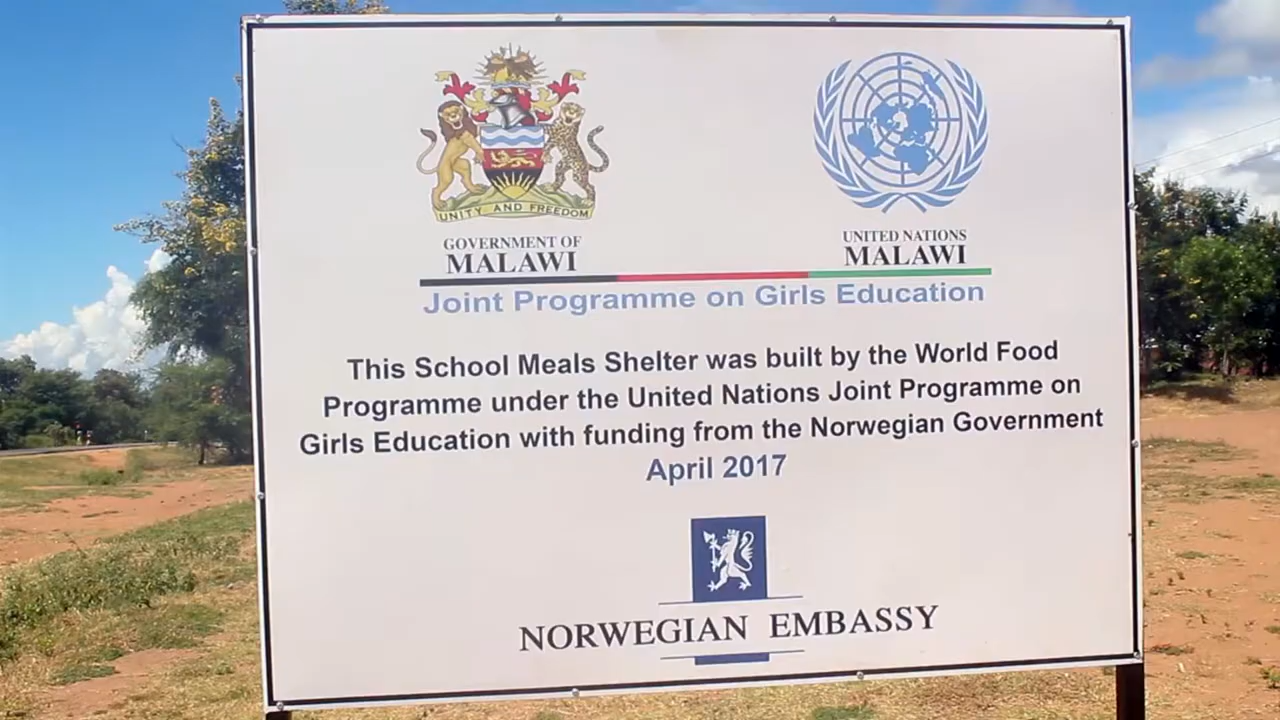 UNITY AND FREEDOM
GOVERNMENT OF
MALAWI
UNITED NATIONS
MALAWI
Joint Programme on Girls Education
This School Meals Shelter was built by the World Food
Programme under the United Nations Joint Programme on
Girls Education with funding from the Norwegian Government
April 2017
NORWEGIAN EMBASSY